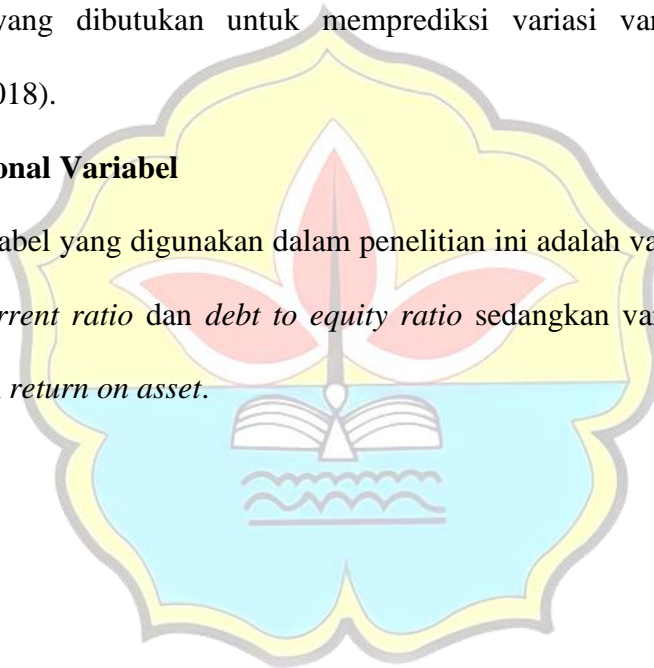 yang dibutukan untuk memprediksi variasi var
018).
onal Variabel
abel yang digunakan dalam penelitian ini adalah va
rrent ratio dan debt to equity ratio sedangkan var
return on asset.